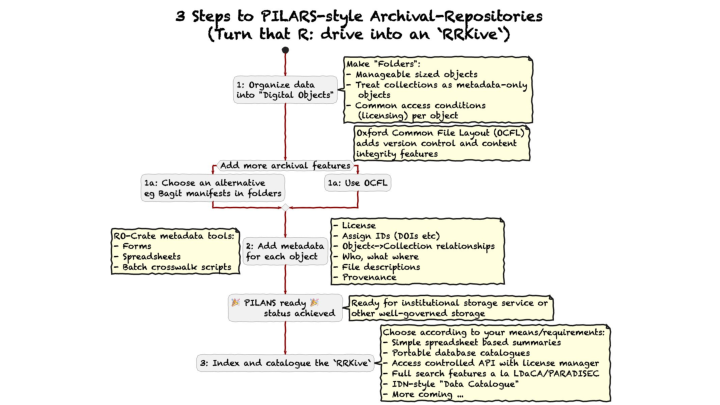 3 Steps to PILARS-style Archival-Repositories
(Turn that R: drive into an `RRKive`)
1: Organize data
into "Digital Objects"
Make "Folders":
- Manageable sized objects
- Treat collections as metadata-only
objects
- Common access conditions
(licensing) per object
Oxford Common File Layout (OCFL)
adds version control and content
integrity features
Add more archival features
1a: Choose an alternative
eg Bagit manifests in folders
1a: Use OCFL
RO-Crate metadata tools:
- Forms
- Spreadsheets
- Batch crosswalk scripts
2: Add metadata
for each object
- License
- Assign IDs (DOIs etc)
- Object<->Collection relationships
- Who, what where
- File descriptions
- Provenance
🎉 PILANS ready 🎉
status achieved
Ready for institutional storage service or
other well-governed storage
3: Index and catalogue the `RRKive`
Choose according to your means/requirements:
- Simple spreadsheet based summaries
- Portable database catalogues
- Access controlled API with license manager
- Full search features a la LDaCA/PARADISEC
- IDN-style "Data Catalogue"
- More coming ...